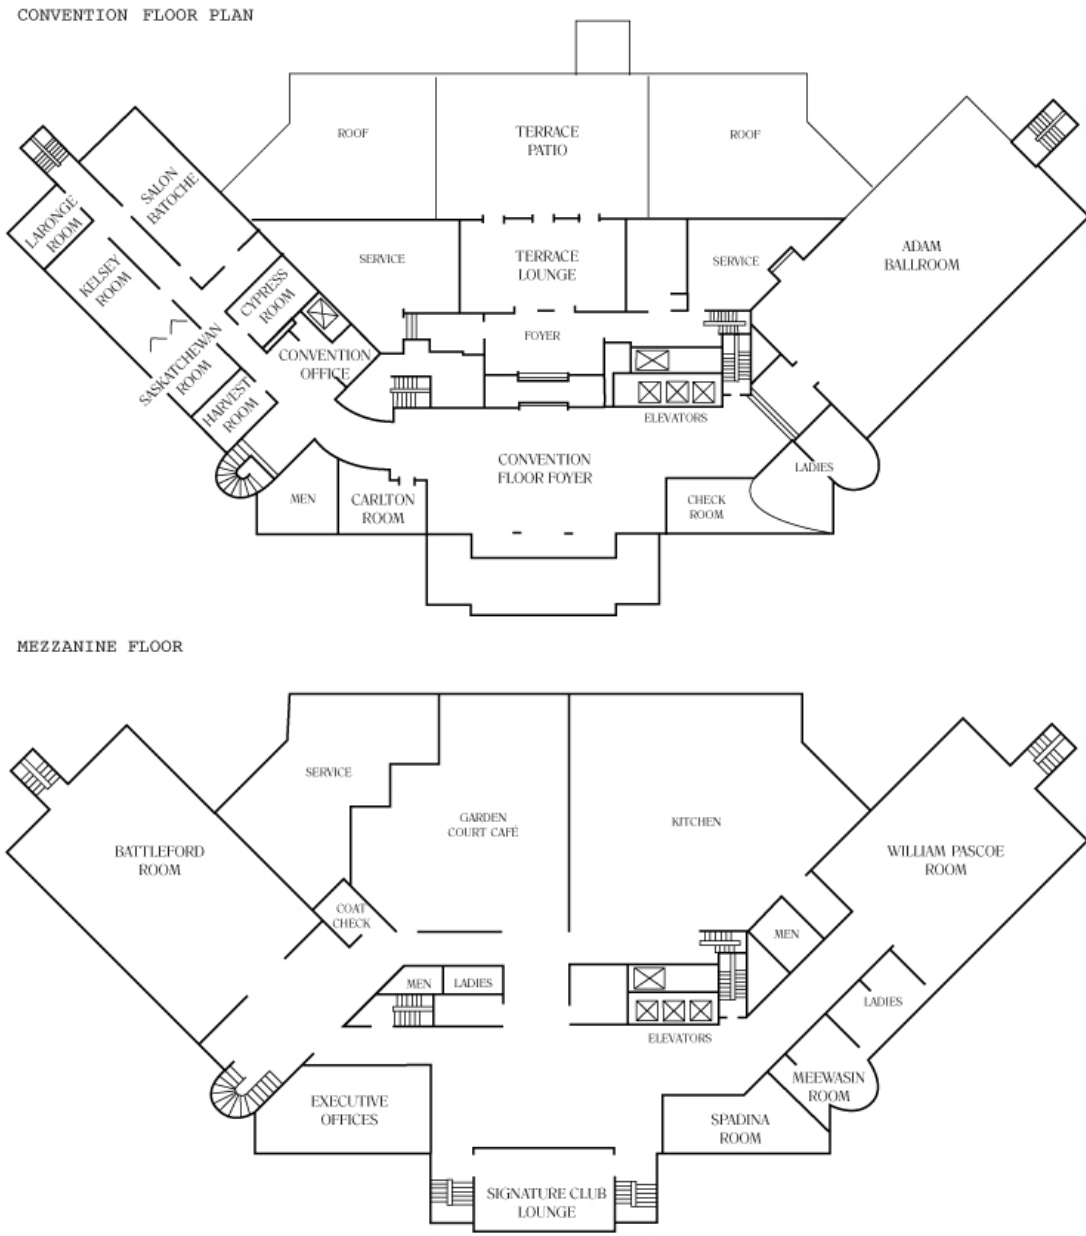 CONVENTION FLOOR PLAN
ROOF
TERRACE
PATIO
ROOF
SALON
BATOCHE
LARONGE
ROOM
KELSEY
ROOM
SERVICE
TERRACE
LOUNGE
SERVICE
ADAM
BALLROOM
CYPRESS
ROOM
FOYER
SASKATCHEWAN
ROOM
CONVENTION
OFFICE
HARVEST
ROOM
ELEVATORS
CONVENTION
FLOOR FOYER
LADIES
MEN
CARLTON
ROOM
CHECK
ROOM
MEZZANINE FLOOR
SERVICE
GARDEN
COURT CAFÉ
KITCHEN
BATTLEFORD
ROOM
WILLIAM PASCOE
ROOM
COAT
CHECK
MEN
MEN
LADIES
LADIES
ELEVATORS
MEEWASIN
ROOM
EXECUTIVE
OFFICES
SPADINA
ROOM
SIGNATURE CLUB
LOUNGE